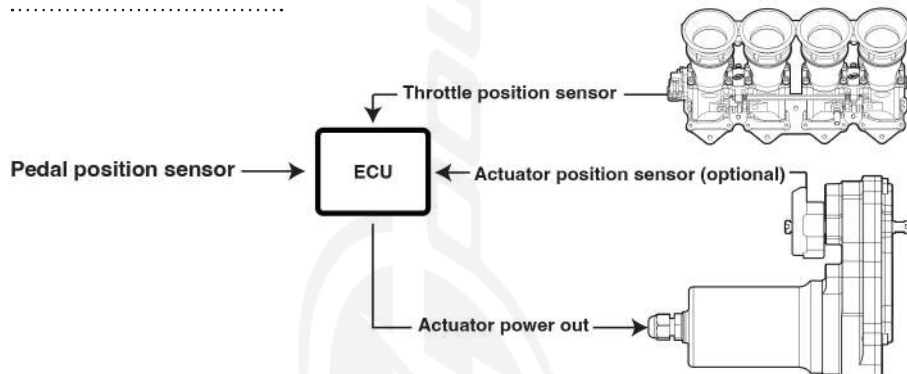 Throttle position sensor
Pedal position sensor
ECU
Actuator position sensor (optional)
Actuator power out